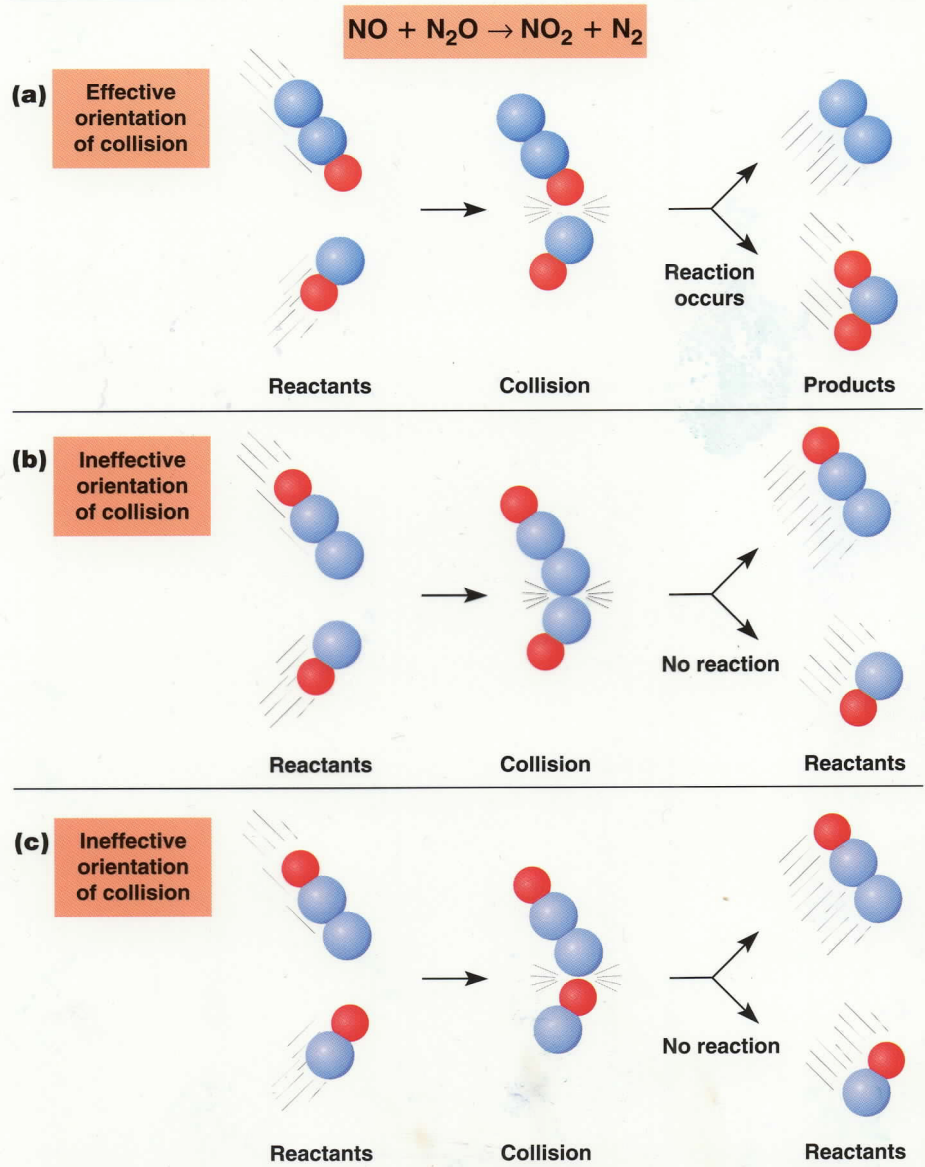 NO + N₂O → NO₂ + N₂
(a)
Effective
orientation
of collision
Reaction
occurs
Reactants
Collision
Products
(b)
Ineffective
orientation
of collision
No reaction
Reactants
Collision
Reactants
(c)
Ineffective
orientation
of collision
No reaction
Reactants
Collision
Reactants